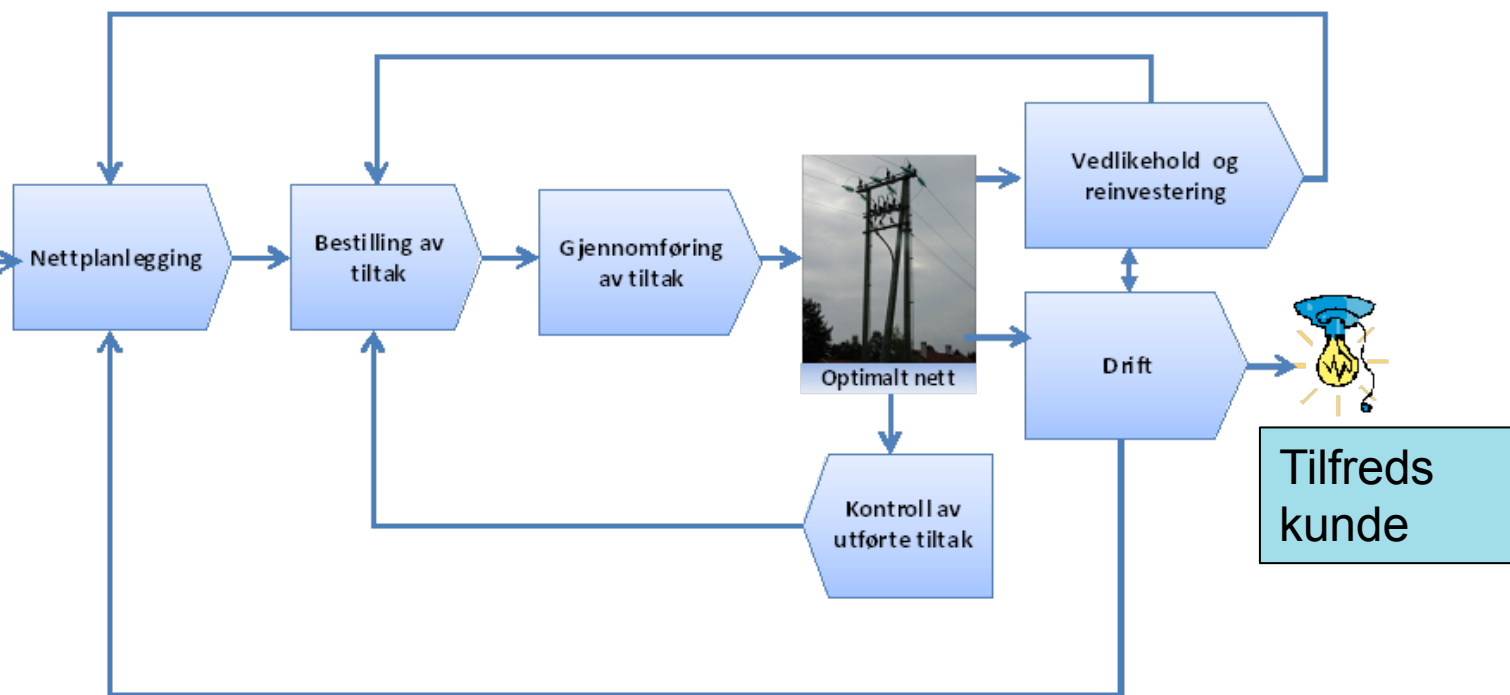 Nettplanlegging
Bestilling av
tiltak
Gjennomføring
av tiltak
Optimalt nett
Vedlikehold og
reinvestering
Drift
Kontroll av
utførte tiltak
Tilfreds
kunde